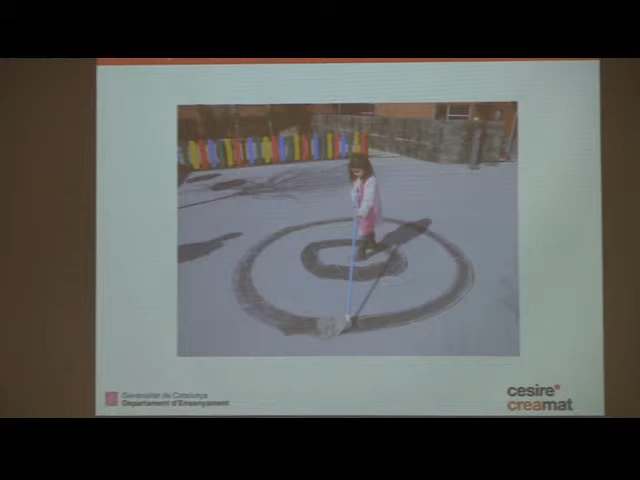 Generalitat de Catalunya
Departament d'Ensenyament
cesire
creamat